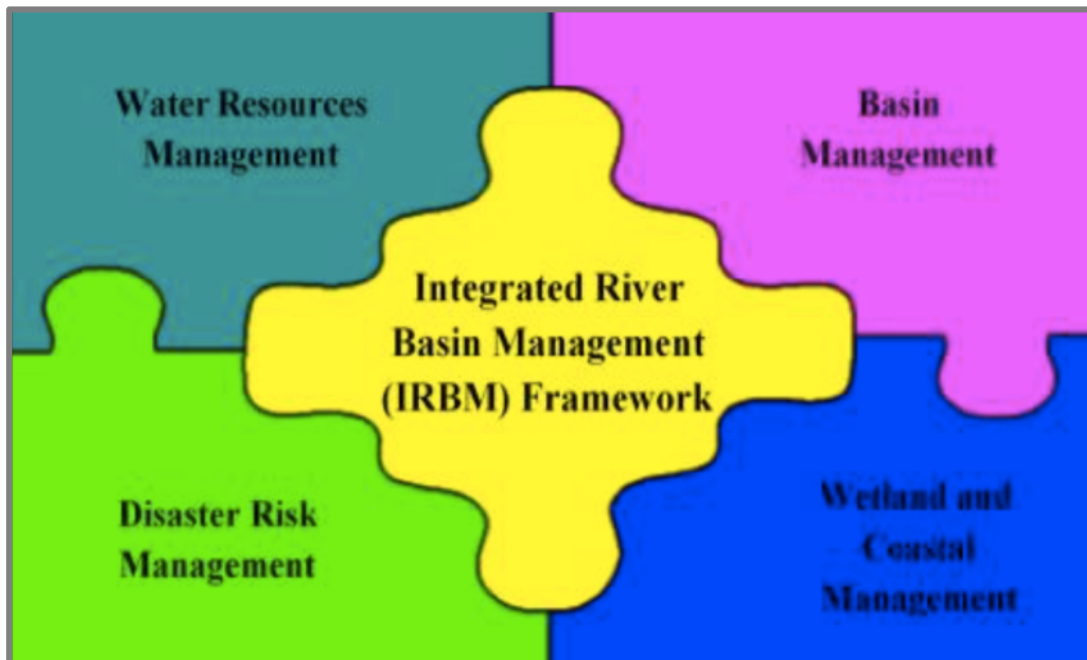 Water Resources
Management
Basin
Management
Integrated River
Basin Management
(IRBM) Framework
Disaster Risk
Management
Wetland and
Coastal
Management